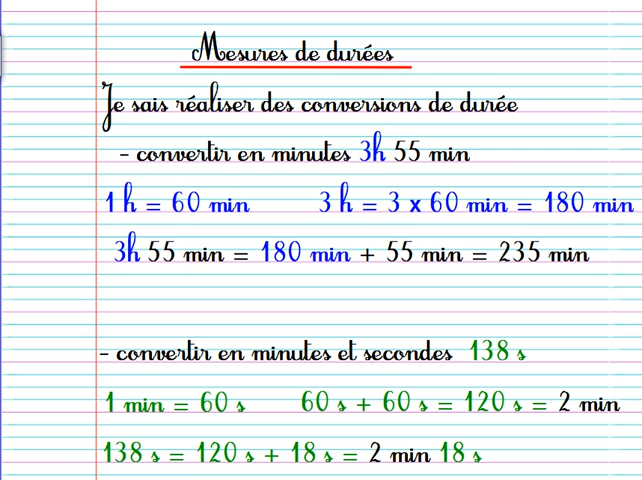 Mesures de durées
Je sais réaliser des conversions de durée
- convertir en minutes 3h 55 min
1 h = 60 min 3 h = 3 x 60 min = 180 min
3h 55 min = 180 min + 55 min = 235 min
- convertir en minutes et secondes 138 s
1 min = 60 s 60 s + 60 s = 120 s = 2 min
138 s = 120 s + 18 s = 2 min 18 s